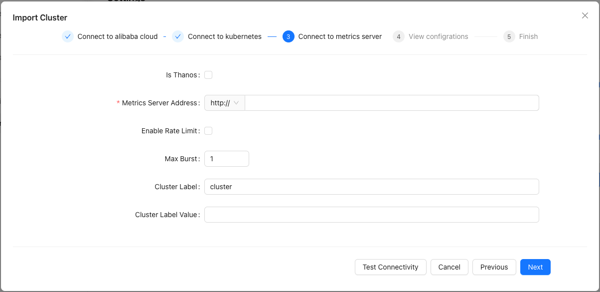 Import Cluster
Connect to alibaba cloud Connect to kubernetes 3 Connect to metrics server 4 View configrations 5 Finish
Is Thanos:
* Metrics Server Address: http://
Enable Rate Limit:
Max Burst: 1
Cluster Label: cluster
Cluster Label Value:
Test Connectivity Cancel Previous Next